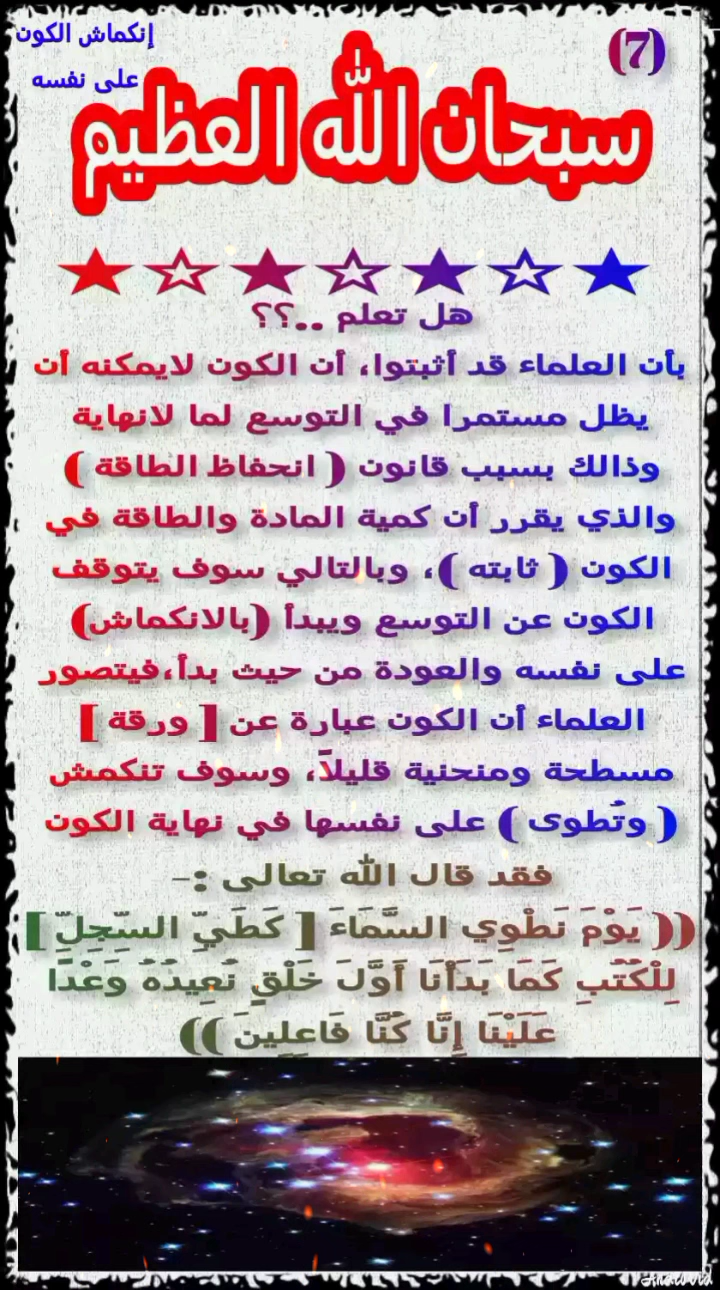 (7)
إنكماش الكون
على نفسه
سبحان الله العظيم
هل تعلم ..؟؟
بأن العلماء قد أثبتوا، أن الكون لايمكنه أن
يظل مستمرا في التوسع لما لانهاية
وذالك بسبب قانون ( انحفاظ الطاقة )
والذي يقرر أن كمية المادة والطاقة في
الكون ( ثابته )، وبالتالي سوف يتوقف
الكون عن التوسع ويبدأ (بالانكماش)
على نفسه والعودة من حيث بدأ،فيتصور
العلماء أن الكون عبارة عن [ ورقة ]
مسطحة ومنحنية قليلاً، وسوف تنكمش
( وتُطوى ) على نفسها في نهاية الكون
فقد قال الله تعالى :-
(( يَوْمَ نَطْوِي السَّمَاءَ [ كَطَيِّ السِّجِلِّ ]
لِلْكُتُبِ كَمَا بَدَأْنَا أَوَّلَ خَلْقٍ نُعِيدُهُ وَعْدًا
عَلَيْنَا إِنَّا كُنَّا فَاعِلِينَ ))